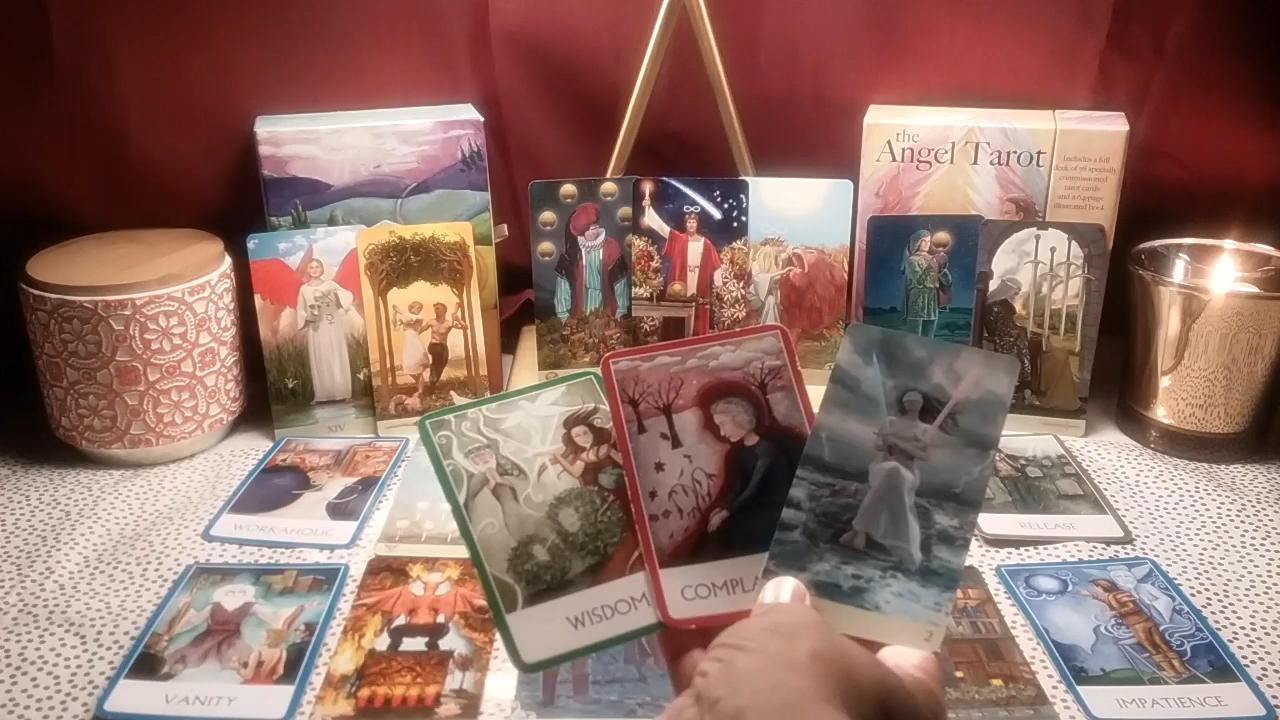 the
Angel Tarot
Includes a full
deck of 78 specially
commissioned
tarot cards
and a 64-page
illustrated book
XIV
WORKAHOLIC
RELEASE
WISDOM
COMPLA
2
VANITY
IMPATIENCE